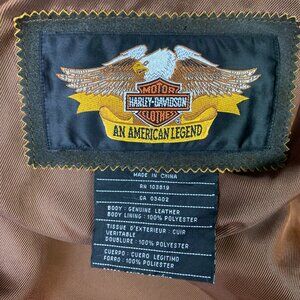 MOTOR
HARLEY-DAVIDSON
CLOTHES
AN AMERICAN LEGEND
MADE IN CHINA
RN 103819
CA 03402
BODY : GENUINE LEATHER
BODY LINING : 100% POLYESTER
TISSUE D'EXTERIEUR : CUIR
VERITABLE
DOUBLURE : 100% POLYESTER
CUERPO : CUERO LEGITIMO
FORRO : 100% POLIESTER